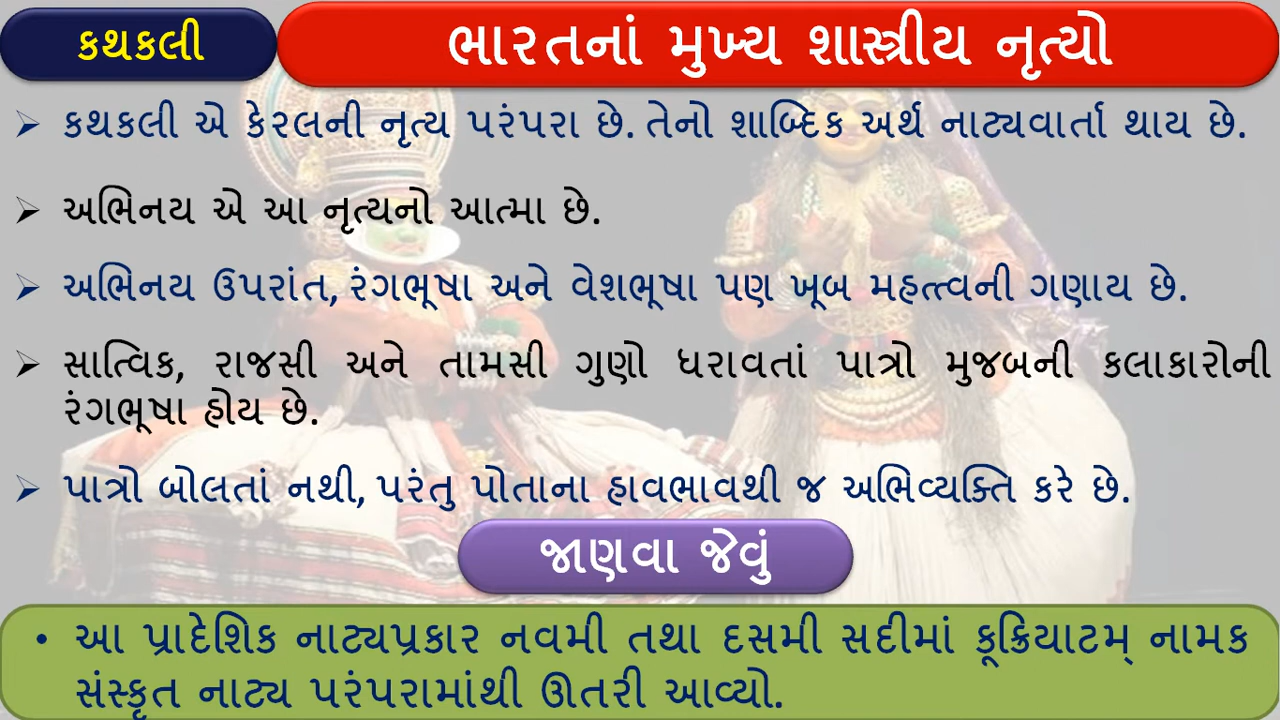 કથકલી
ભારતનાં મુખ્ય શાસ્ત્રીય નૃત્યો
➢ કથકલી એ કેરલની નૃત્ય પરંપરા છે. તેનો શાબ્દિક અર્થ નાટ્યવાર્તા થાય છે.
➢ અભિનય એ આ નૃત્યનો આત્મા છે.
➢ અભિનય ઉપરાંત, રંગભૂષા અને વેશભૂષા પણ ખૂબ મહત્ત્વની ગણાય છે.
➢ સાત્વિક, રાજસી અને તામસી ગુણો ધરાવતાં પાત્રો મુજબની કલાકારોની
રંગભૂષા હોય છે.
➢ પાત્રો બોલતાં નથી, પરંતુ પોતાના હાવભાવથી જ અભિવ્યક્તિ કરે છે.
જાણવા જેવું
• આ પ્રાદેશિક નાટ્યપ્રકાર નવમી તથા દસમી સદીમાં કૂક્રિયાટમ્ નામક
સંસ્કૃત નાટ્ય પરંપરામાંથી ઊતરી આવ્યો.